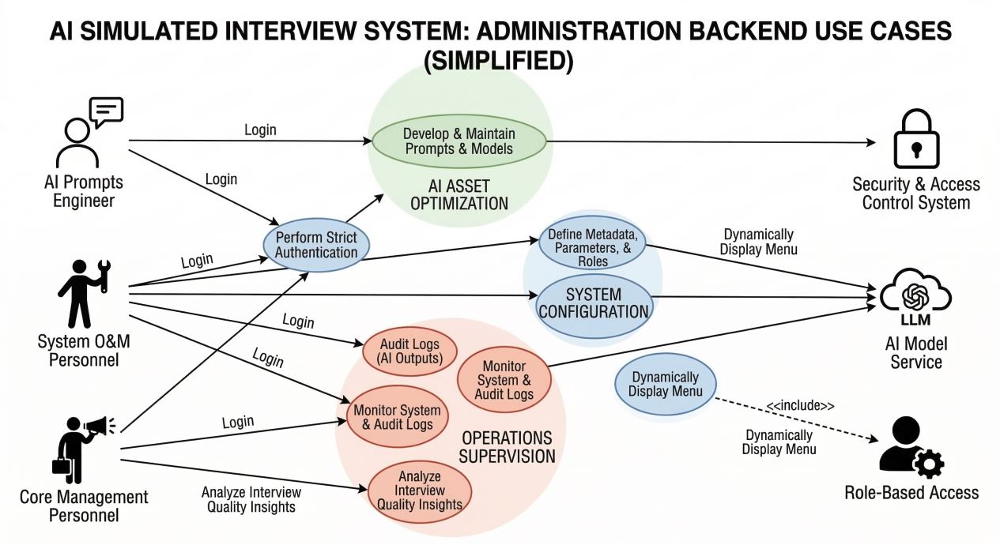 AI SIMULATED INTERVIEW SYSTEM: ADMINISTRATION BACKEND USE CASES
(SIMPLIFIED)
AI Prompts
Engineer
Login
Login
Develop & Maintain
Prompts & Models
AI ASSET
OPTIMIZATION
Security & Access
Control System
Perform Strict
Authentication
System O&M
Personnel
Login
Login
Login
Define Metadata,
Parameters, &
Roles
SYSTEM
CONFIGURATION
Dynamically
Display Menu
LLM
AI Model
Service
Audit Logs
(AI Outputs)
Monitor
System &
Audit Logs
Monitor System
& Audit Logs
OPERATIONS
SUPERVISION
Dynamically
Display Menu
<<include>>
Dynamically
Display Menu
Role-Based Access
Core Management
Personnel
Login
Analyze Interview
Quality Insights
Analyze
Interview
Quality Insights